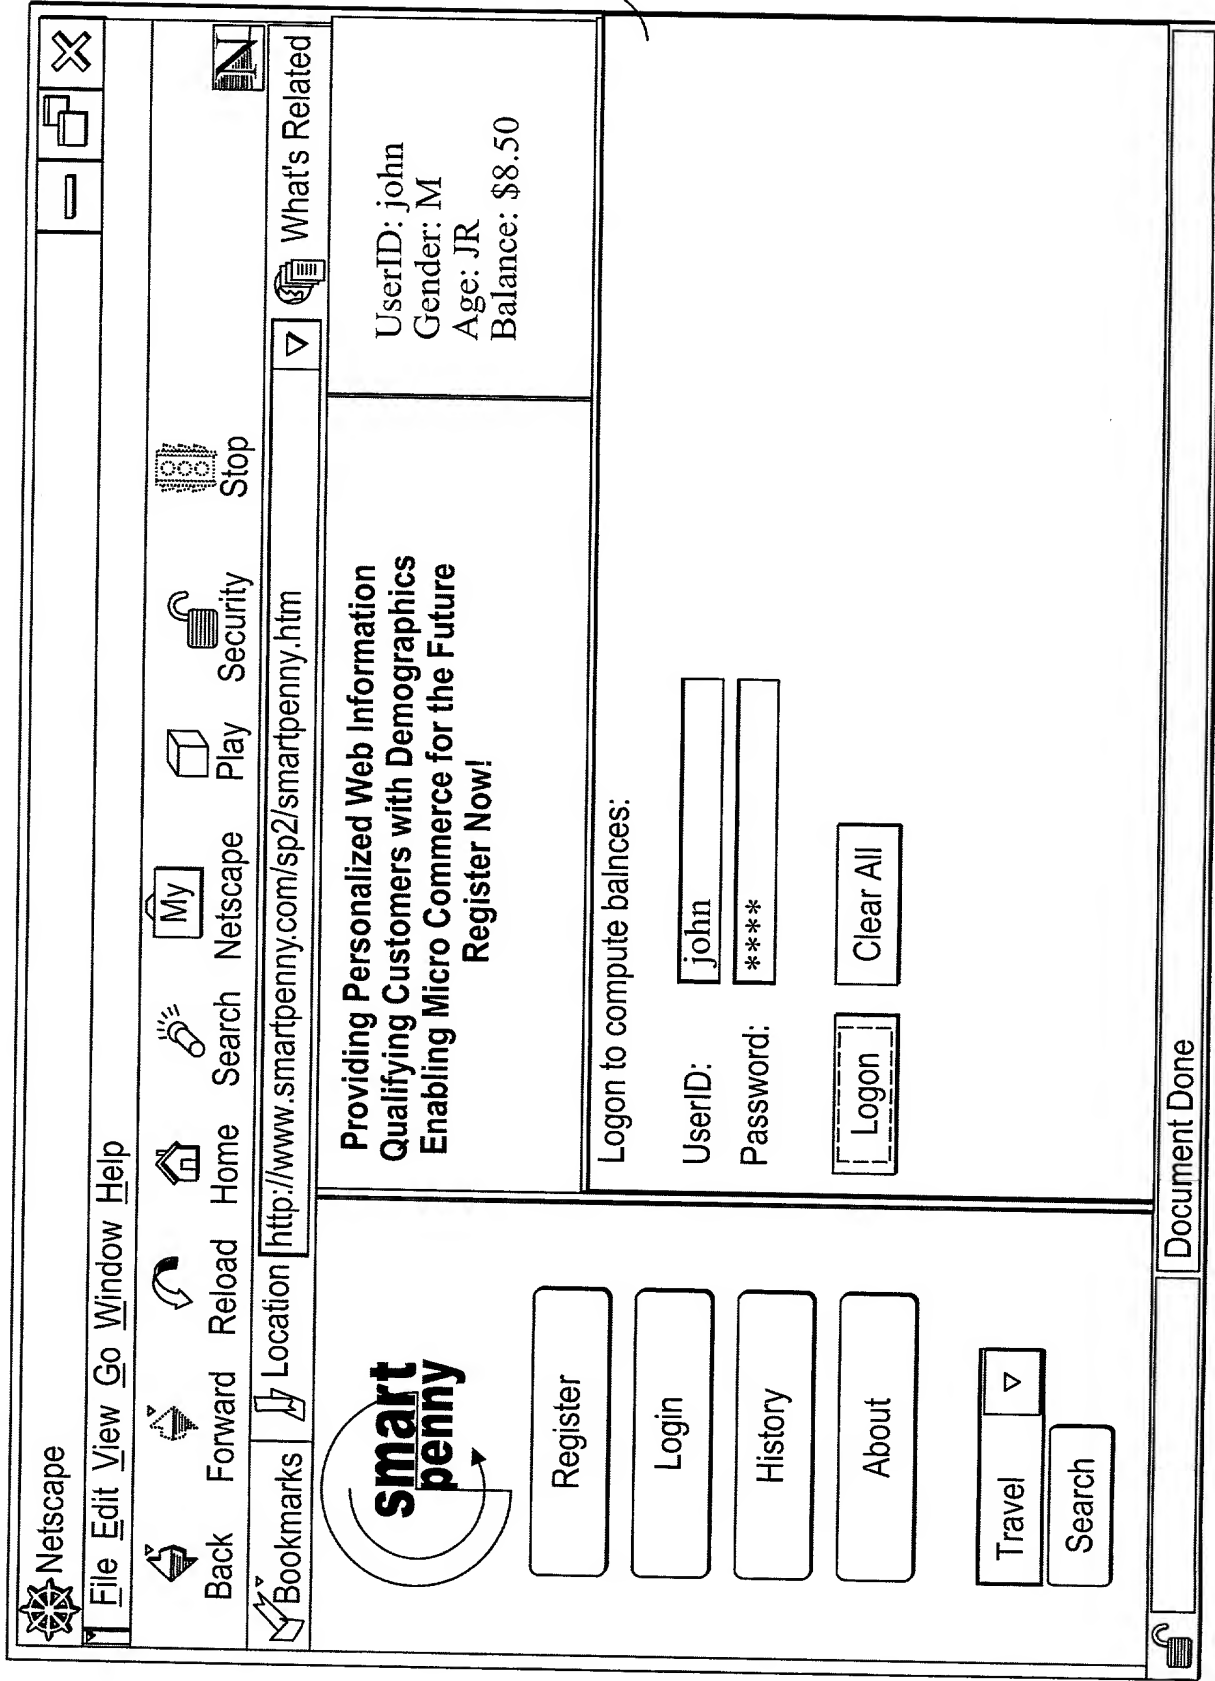 Netscape
File Edit View Go Window Help
Back Forward Reload Home Search Netscape Play Security Stop
My
N
Bookmarks Location http://www.smartpenny.com/sp2/smartpenny.htm What's Related
smart
penny
Register
Login
History
About
Travel
Search
Providing Personalized Web Information
Qualifying Customers with Demographics
Enabling Micro Commerce for the Future
Register Now!
UserID: john
Gender: M
Age: JR
Balance: $8.50
Logon to compute balnces:
UserID: john
Password: ****
Logon Clear All
Document Done